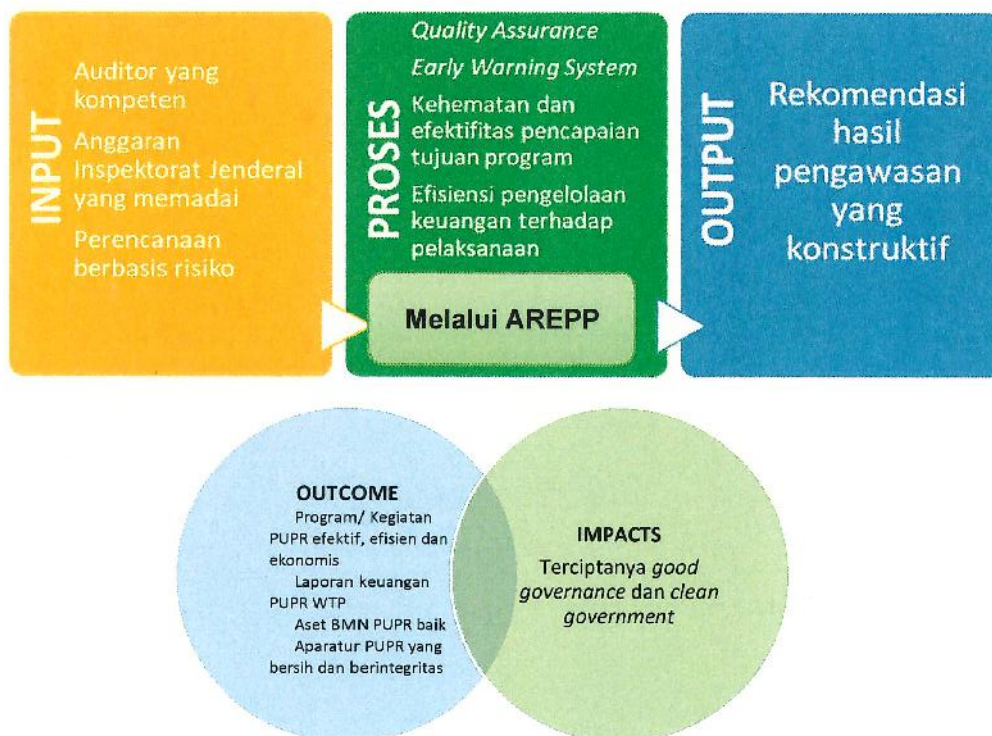 INPUT
Auditor yang
kompeten
Anggaran
Inspektorat Jenderal
yang memadai
Perencanaan
berbasis risiko
PROSES
Quality Assurance
Early Warning System
Kehematan dan
efektifitas pencapaian
tujuan program
Efisiensi pengelolaan
keuangan terhadap
pelaksanaan
Melalui AREPP
OUTPUT
Rekomendasi
hasil
pengawasan
yang
konstruktif
OUTCOME
Program/ Kegiatan
PUPR efektif, efisien dan
ekonomis
Laporan keuangan
PUPR WTP
Aset BMN PUPR baik
Aparatur PUPR yang
bersih dan berintegritas
IMPACTS
Terciptanya good
governance dan clean
government